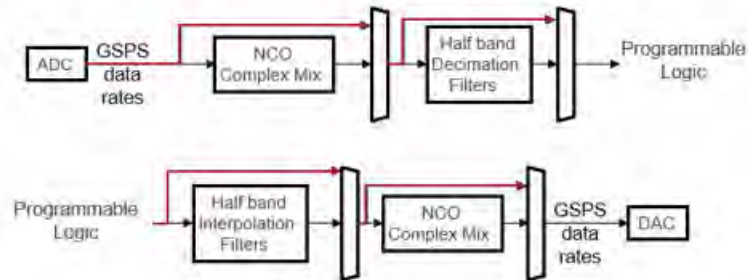 ADC
GSPS
data
rates
NCO
Complex Mix
Half band
Decimation
Filters
Programmable
Logic
Programmable
Logic
Half band
Interpolation
Filters
NCO
Complex Mix
GSPS
data
rates
DAC